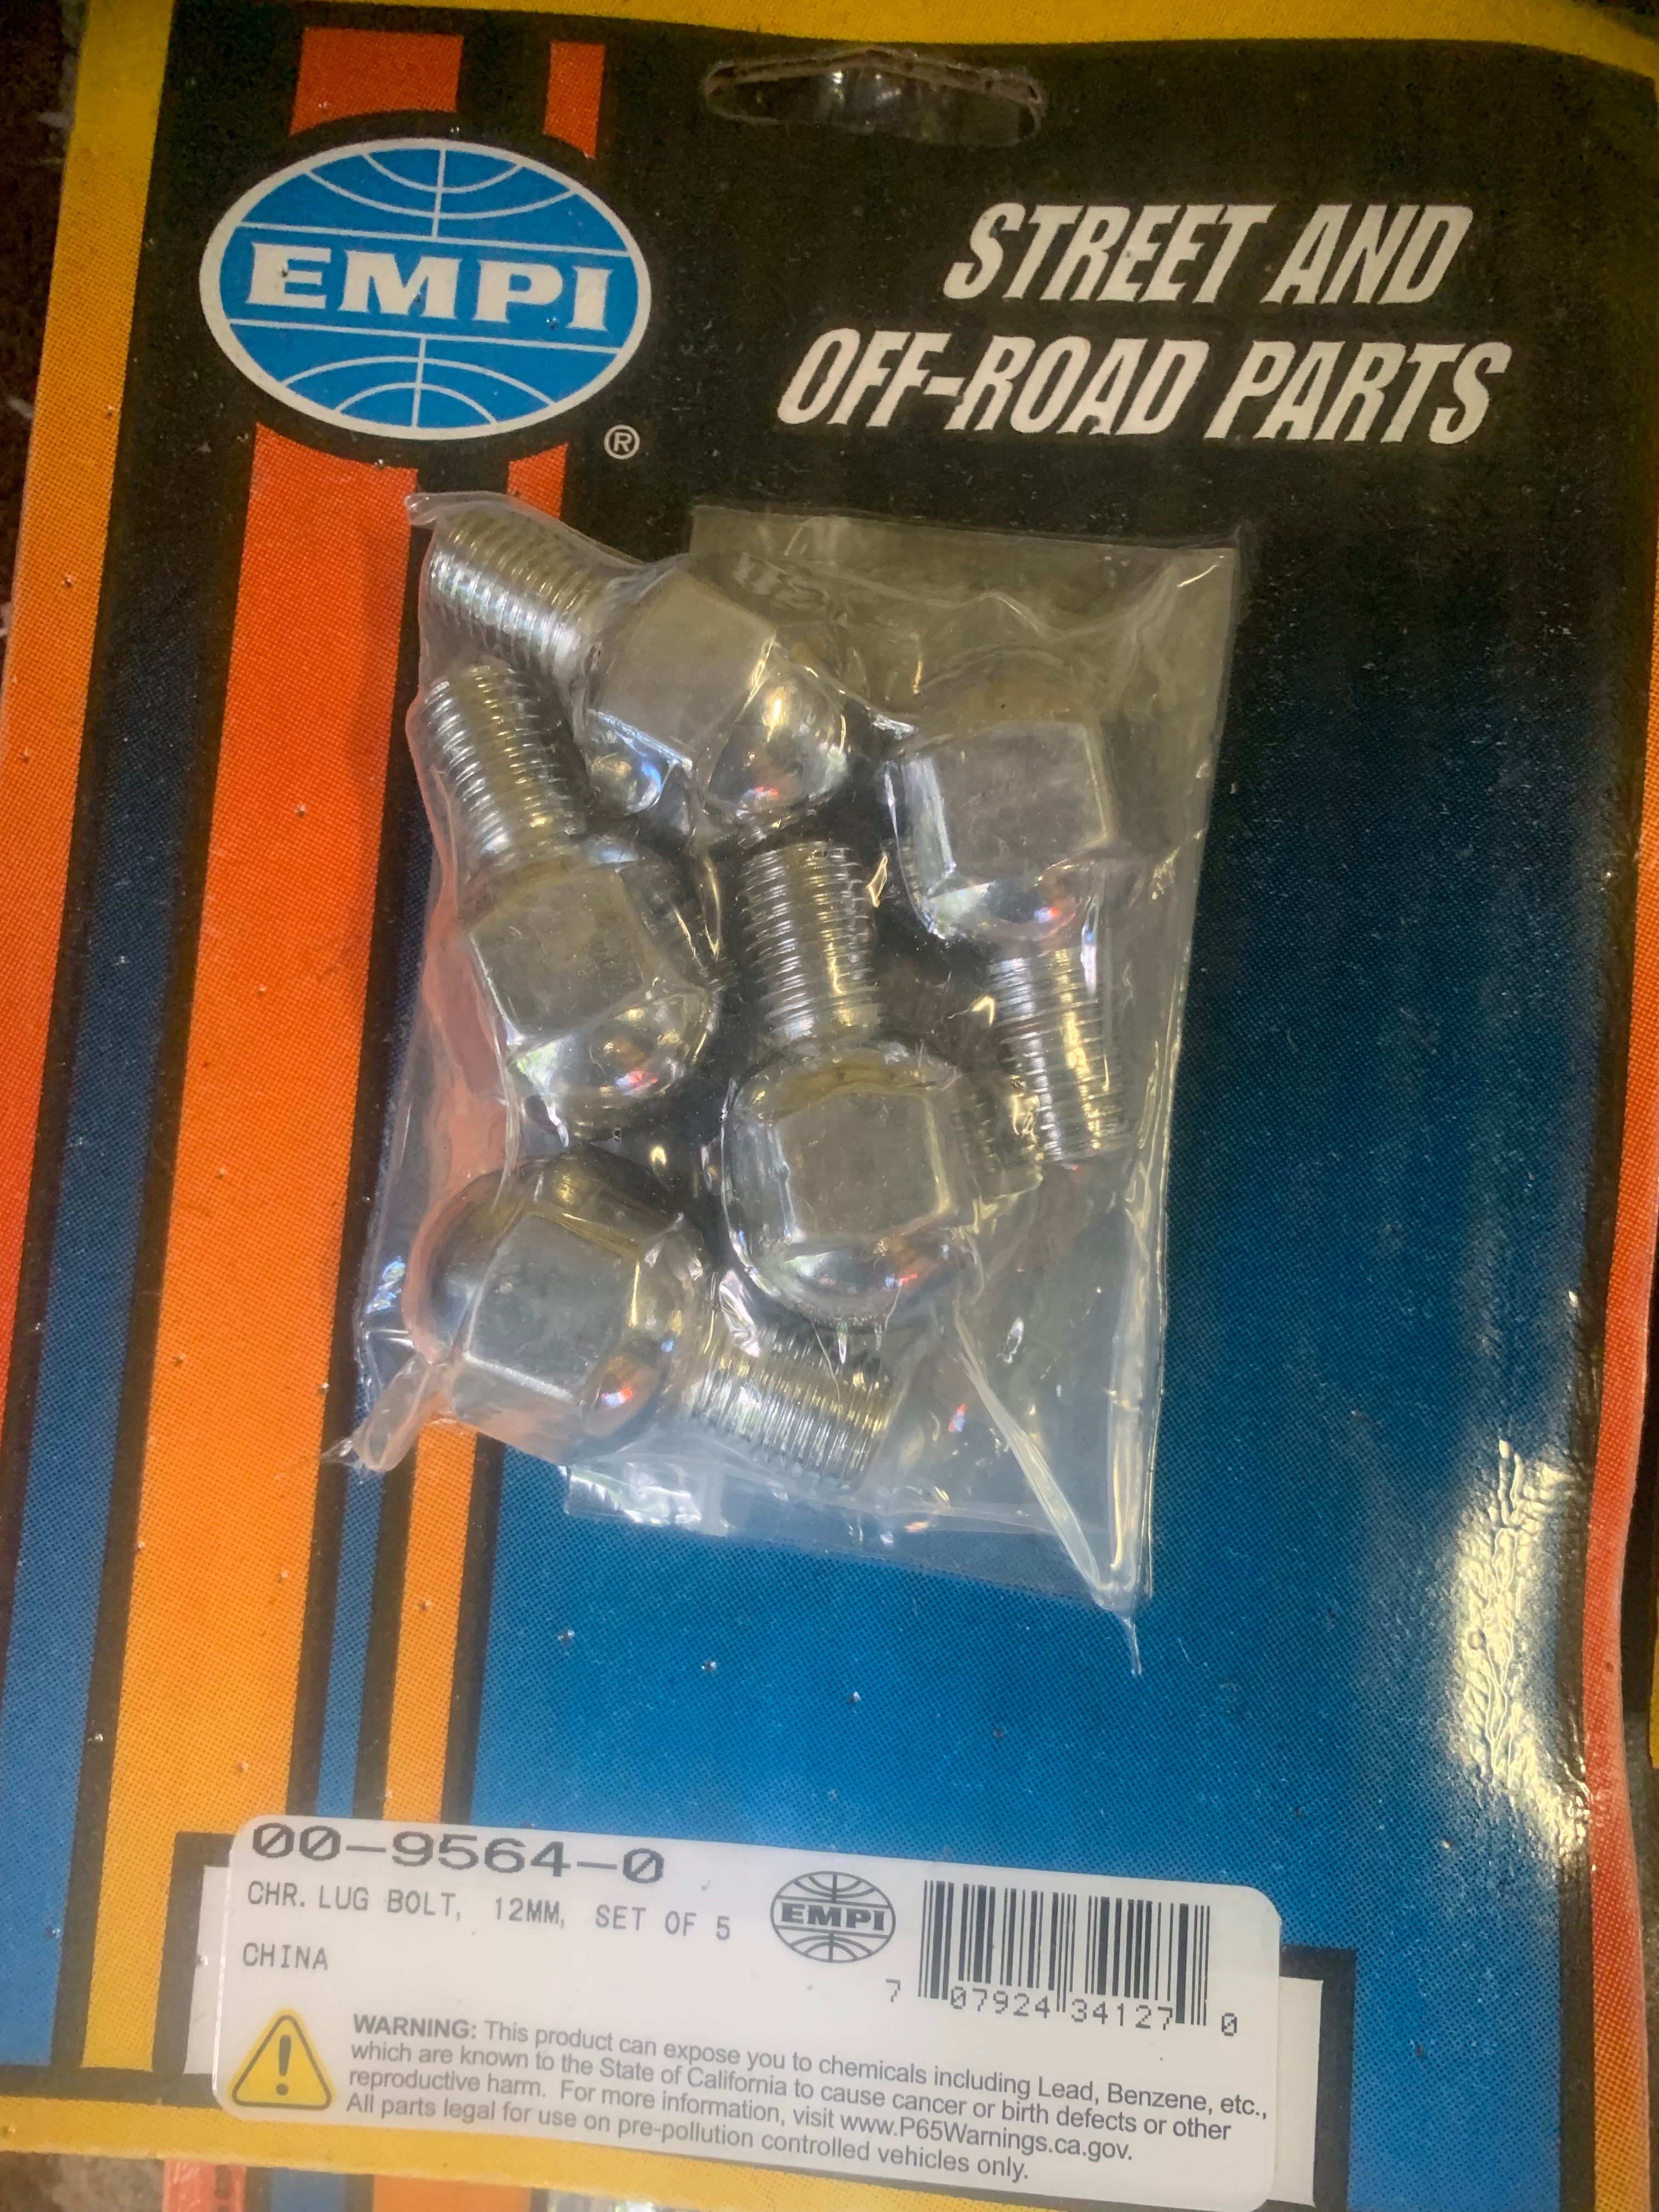 EMPI
®
STREET AND
OFF-ROAD PARTS
00-9564-0
CHR. LUG BOLT, 12MM, SET OF 5
CHINA
EMPI
7 07924 34127 0
WARNING: This product can expose you to chemicals including Lead, Benzene, etc.,
which are known to the State of California to cause cancer or birth defects or other
reproductive harm. For more information, visit www.P65Warnings.ca.gov.
All parts legal for use on pre-pollution controlled vehicles only.